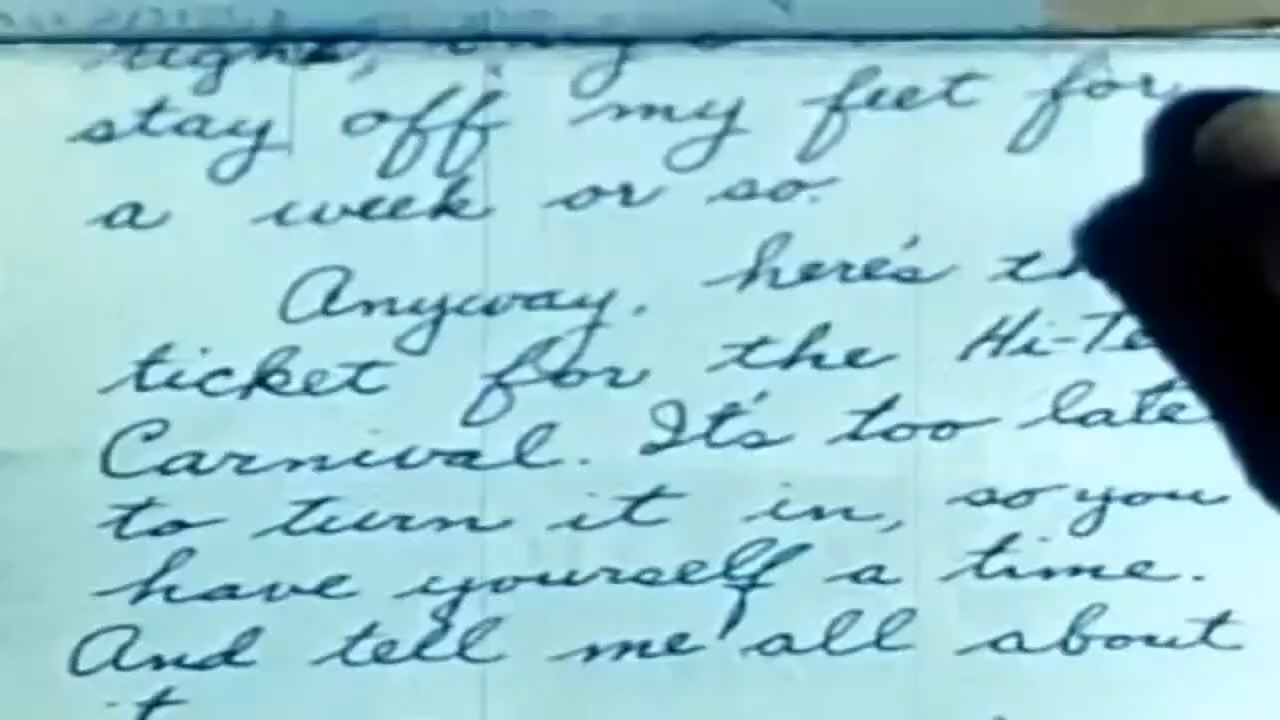 stay off my feet for
a week or so.
Anyway, here's
ticket for the
Carnival. It's too late
to turn it in, so you
have yourself a time.
And tell me all about